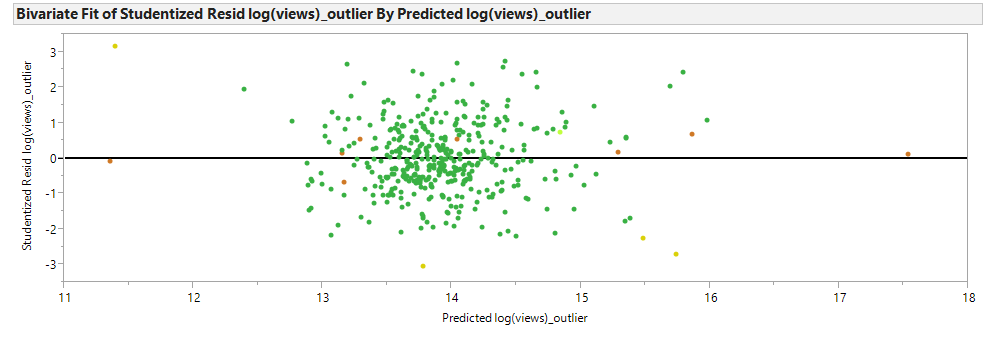 Bivariate Fit of Studentized Resid log(views)_outlier By Predicted log(views)_outlier
Studentized Resid log(views)_outlier
3
2
1
0
-1
-2
-3
11 12 13 14 15 16 17 18
Predicted log(views)_outlier